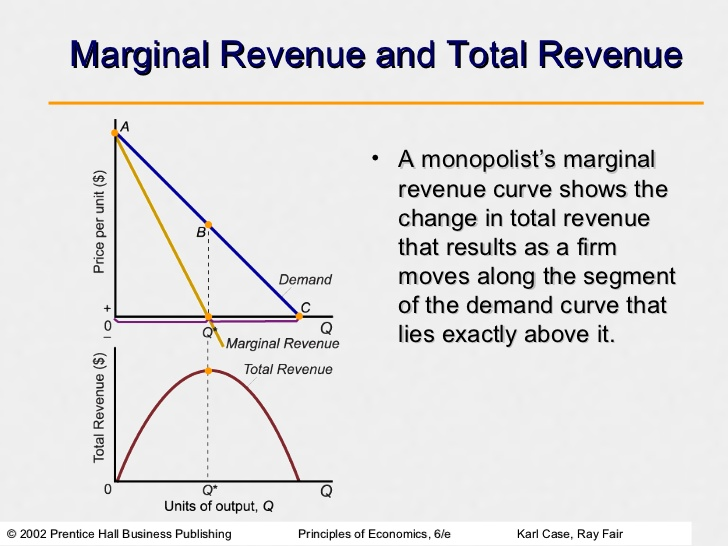 Marginal Revenue and Total Revenue
A
Price per unit ($)
B
Demand
+
0
–
C
Q*
Q
Marginal Revenue
Total Revenue
Total Revenue ($)
0
Q*
Q
Units of output, Q
• A monopolist’s marginal
revenue curve shows the
change in total revenue
that results as a firm
moves along the segment
of the demand curve that
lies exactly above it.
© 2002 Prentice Hall Business Publishing Principles of Economics, 6/e Karl Case, Ray Fair